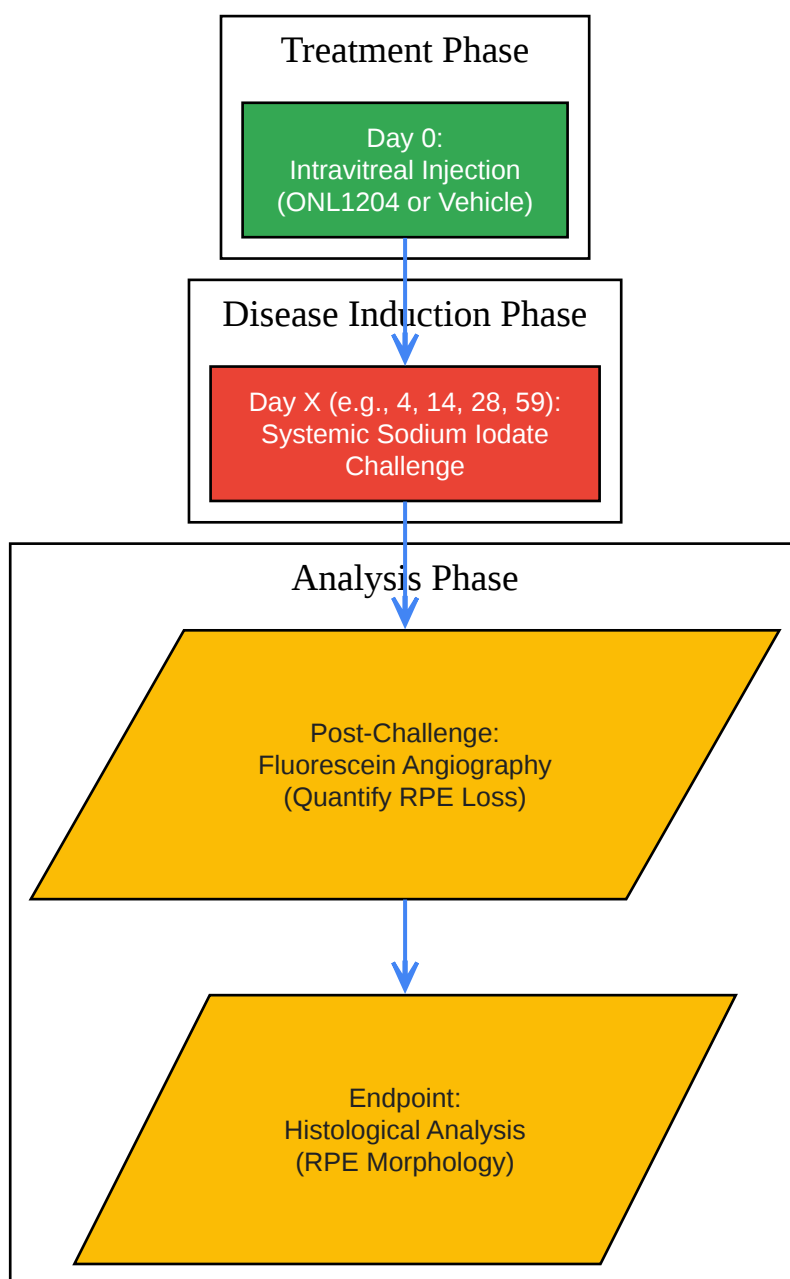 Treatment Phase
Day 0:
Intravitreal Injection
(ONL1204 or Vehicle)
Disease Induction Phase
Day X (e.g., 4, 14, 28, 59):
Systemic Sodium Iodate
Challenge
Analysis Phase
Post-Challenge:
Fluorescein Angiography
(Quantify RPE Loss)
Endpoint:
Histological Analysis
(RPE Morphology)